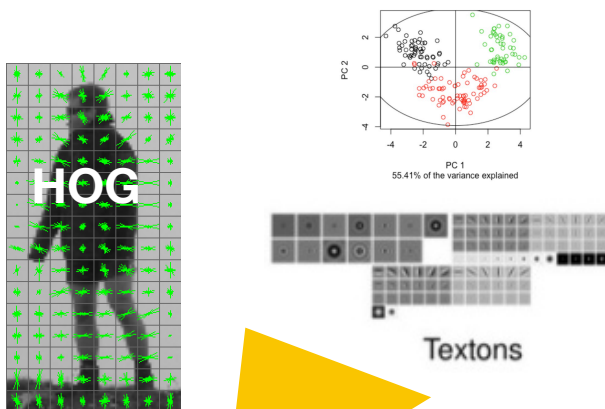 HOG
PC 2
2
0
-2
-4
-4 -2 0 2 4
PC 1
55.41% of the variance explained
Textons